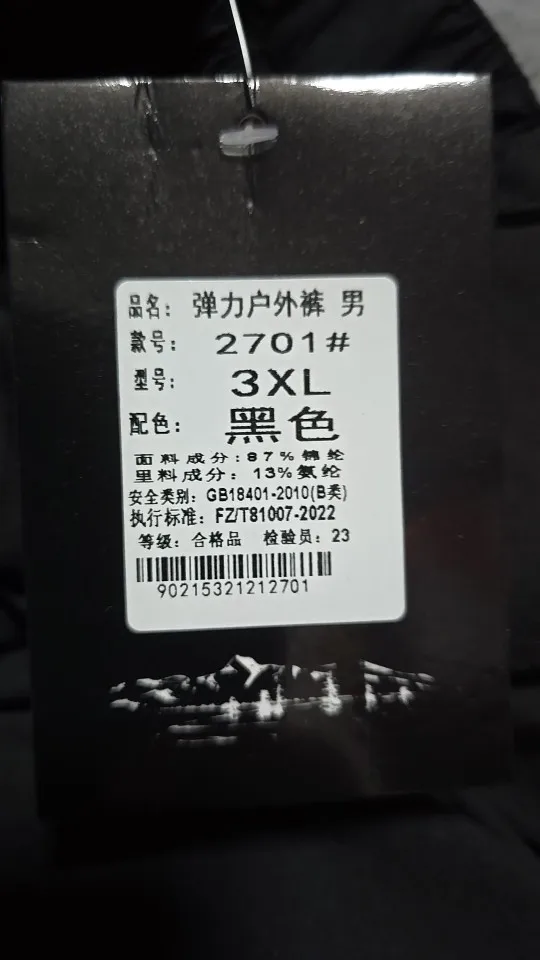 品名： 弹力户外裤 男
款号： 2701#
型号： 3XL
配色： 黑色
面料成分:87%锦纶
里料成分: 13%氨纶
安全类别: GB18401-2010(B类)
执行标准: FZ/T81007-2022
等级: 合格品 检验员: 23
90215321212701